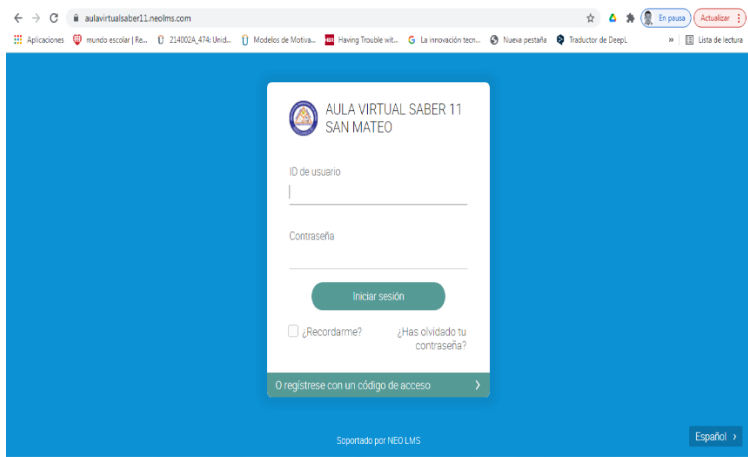 aulavirtualsaber11.neolms.com
En pausa
Actualizar
Aplicaciones
mundo escolar | Re...
214002A_474: Unid...
Modelos de Motiva...
Having Trouble wit...
La innovación tecn...
Nueva pestaña
Traductor de DeepL
»
Lista de lectura
AULA VIRTUAL SABER 11
SAN MATEO
ID de usuario
Contraseña
Iniciar sesión
¿Recordarme?
¿Has olvidado tu
contraseña?
O regístrese con un código de acceso
Soportado por NEO LMS
Español